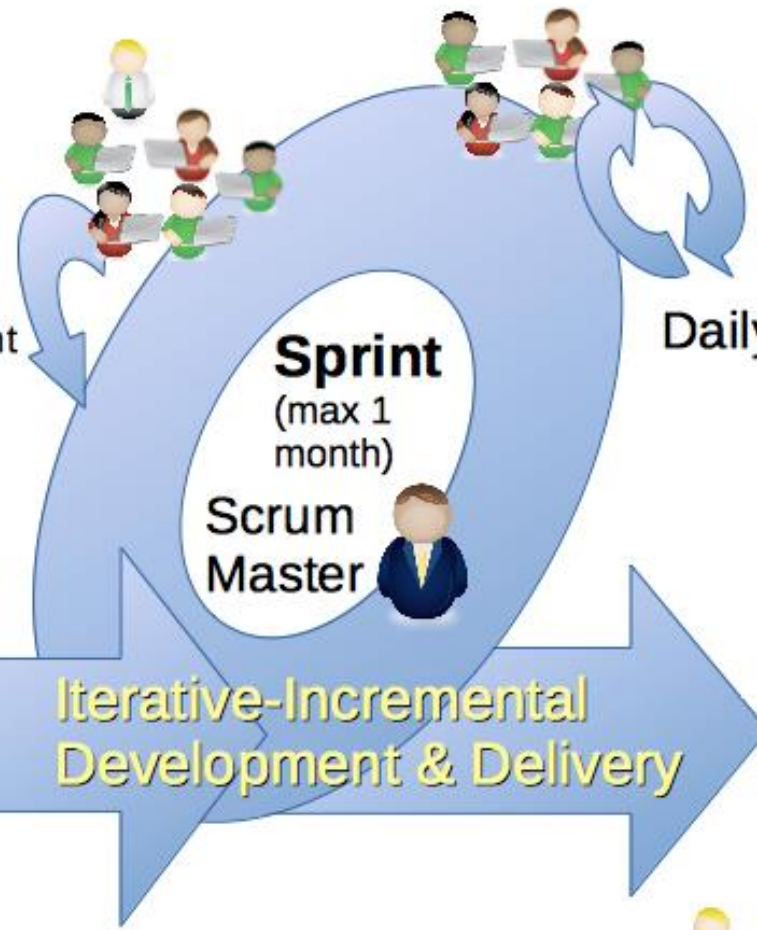 Sprint
(max 1
month)
Scrum
Master
Iterative-Incremental
Development & Delivery